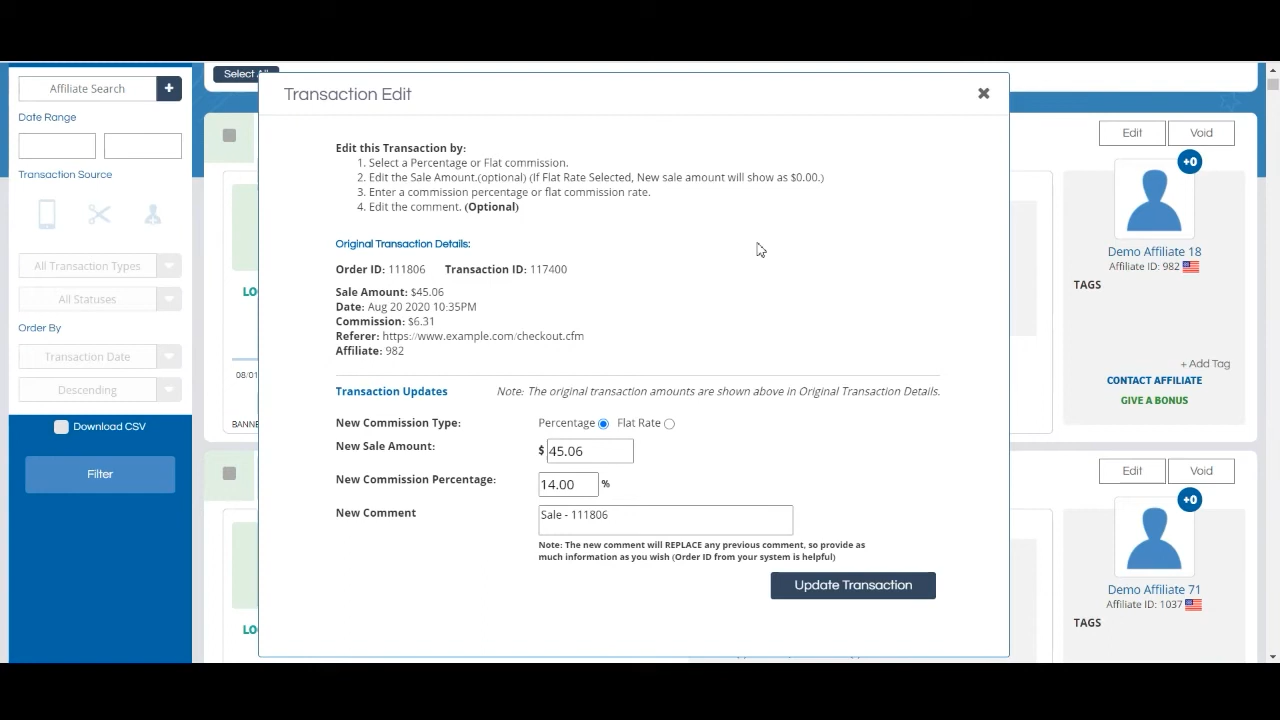 Affiliate Search
+
Date Range
Transaction Source
All Transaction Types
All Statuses
Order By
Transaction Date
Descending
Download CSV
Filter
Select All
Transaction Edit
✖
Edit this Transaction by:
1. Select a Percentage or Flat commission.
2. Edit the Sale Amount.(optional) (If Flat Rate Selected, New sale amount will show as $0.00.)
3. Enter a commission percentage or flat commission rate.
4. Edit the comment. (Optional)
Original Transaction Details:
Order ID: 111806 Transaction ID: 117400
Sale Amount: $45.06
Date: Aug 20 2020 10:35PM
Commission: $6.31
Referer: https://www.example.com/checkout.cfm
Affiliate: 982
Transaction Updates Note: The original transaction amounts are shown above in Original Transaction Details.
New Commission Type: Percentage Flat Rate
New Sale Amount: $ 45.06
New Commission Percentage: 14.00 %
New Comment Sale - 111806
Note: The new comment will REPLACE any previous comment, so provide as
much information as you wish (Order ID from your system is helpful)
Update Transaction
LO
08/01
BANNE
LO
Edit Void
+0
Demo Affiliate 18
Affiliate ID: 982
TAGS
+ Add Tag
CONTACT AFFILIATE
GIVE A BONUS
Edit Void
+0
Demo Affiliate 71
Affiliate ID: 1037
TAGS